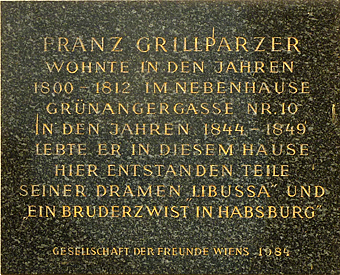 FRANZ GRILLPARZER
WOHNTE IN DEN JAHREN
1800–1812 IM NEBENHAUSE
GRÜNANGERGASSE NR.10
IN DEN JAHREN 1844–1849
LEBTE ER IN DIESEM HAUSE
HIER ENTSTANDEN TEILE
SEINER DRAMEN „LIBUSSA“ UND
„EIN BRUDERZWIST IN HABSBURG“
GESELLSCHAFT DER FREUNDE WIENS 1984